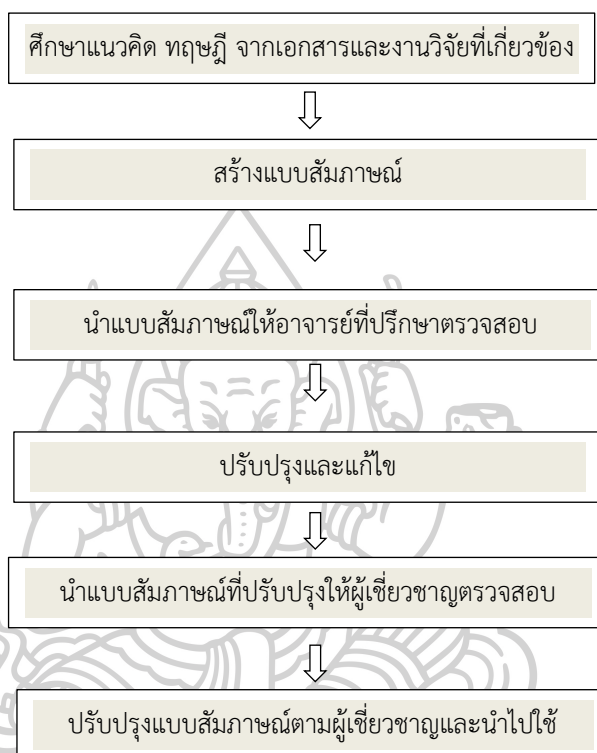 ศึกษาแนวคิด ทฤษฎี จากเอกสารและงานวิจัยที่เกี่ยวข้อง
สร้างแบบสัมภาษณ์
นำแบบสัมภาษณ์ให้อาจารย์ที่ปรึกษาตรวจสอบ
ปรับปรุงและแก้ไข
นำแบบสัมภาษณ์ที่ปรับปรุงให้ผู้เชี่ยวชาญตรวจสอบ
ปรับปรุงแบบสัมภาษณ์ตามผู้เชี่ยวชาญและนำไปใช้